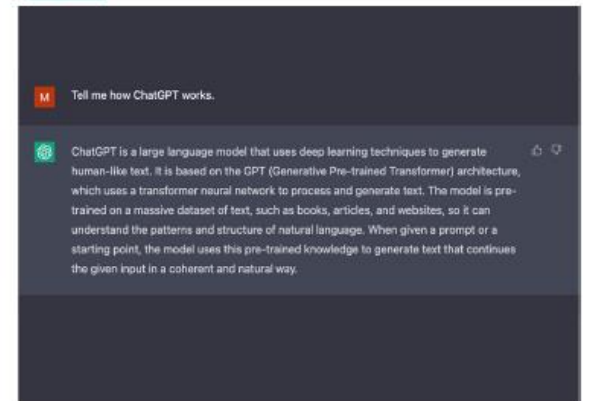 M Tell me how ChatGPT works.
ChatGPT is a large language model that uses deep learning techniques to generate
human-like text. It is based on the GPT (Generative Pre-trained Transformer) architecture,
which uses a transformer neural network to process and generate text. The model is pre-
trained on a massive dataset of text, such as books, articles, and websites, so it can
understand the patterns and structure of natural language. When given a prompt or a
starting point, the model uses this pre-trained knowledge to generate text that continues
the given input in a coherent and natural way.